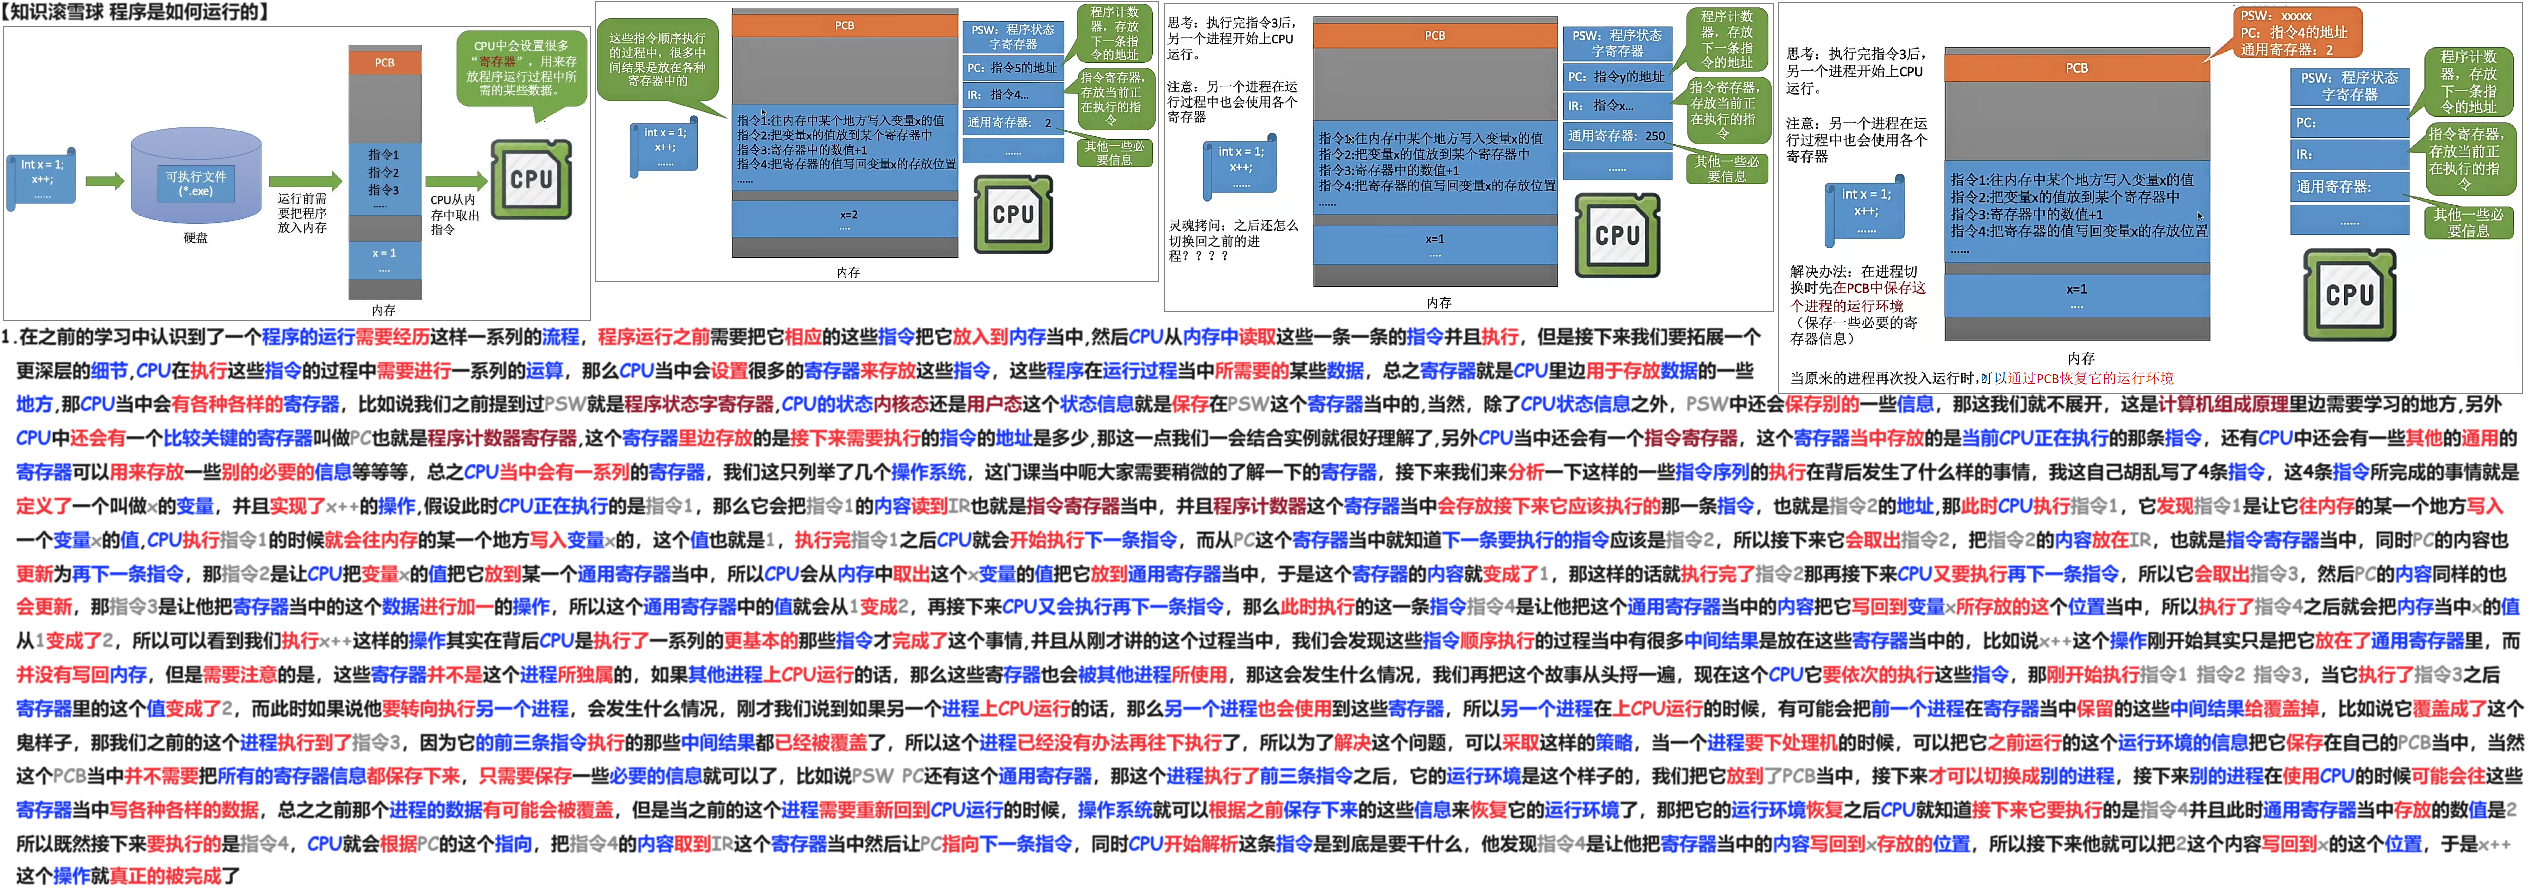 【知识滚雪球 程序是如何运行的】
int x = 1;
x++;
......
可执行文件
(*.exe)
硬盘
运行前需
要把程序
放入内存
PCB
指令1
指令2
指令3
.....
x = 1
....
内存
CPU从内
存中取出
指令
CPU中会设置很多
“寄存器”，用来存
放程序运行过程中所
需的某些数据。
CPU
这些指令顺序执行
的过程中，很多中
间结果是放在各种
寄存器中的
int x = 1;
x++;
......
PCB
指令1:往内存中某个地方写入变量x的值
指令2:把变量x的值放到某个寄存器中
指令3:寄存器中的数值+1
指令4:把寄存器的值写回变量x的存放位置
......
x=2
....
内存
PSW：程序状态
字寄存器
PC：指令5的地址
IR：指令4...
通用寄存器： 2
......
程序计数
器，存放
下一条指
令的地址
指令寄存器，
存放当前正
在执行的指
令
其他一些必
要信息
CPU
思考：执行完指令3后，
另一个进程开始上CPU
运行。
注意：另一个进程在运
行过程中也会使用各个
寄存器
int x = 1;
x++;
......
灵魂拷问：之后还怎么
切换回之前的进
程？？？？
PCB
指令1:往内存中某个地方写入变量x的值
指令2:把变量x的值放到某个寄存器中
指令3:寄存器中的数值+1
指令4:把寄存器的值写回变量x的存放位置
......
x=1
....
内存
PSW：程序状态
字寄存器
PC：指令y的地址
IR：指令x...
通用寄存器：250
......
程序计数
器，存放
下一条指
令的地址
指令寄存器，
存放当前正
在执行的指
令
其他一些必
要信息
CPU
思考：执行完指令3后，
另一个进程开始上CPU
运行。
注意：另一个进程在运
行过程中也会使用各个
寄存器
int x = 1;
x++;
......
解决办法：在进程切
换时先在PCB中保存这
个进程的运行环境
（保存一些必要的寄
存器信息）
PSW：xxxxx
PC：指令4的地址
通用寄存器：2
PCB
指令1:往内存中某个地方写入变量x的值
指令2:把变量x的值放到某个寄存器中
指令3:寄存器中的数值+1
指令4:把寄存器的值写回变量x的存放位置
......
x=1
....
内存
PSW：程序状态
字寄存器
PC：
IR：
通用寄存器：
......
程序计数
器，存放
下一条指
令的地址
指令寄存器，
存放当前正
在执行的指
令
其他一些必
要信息
CPU
当原来的进程再次投入运行时，可以通过PCB恢复它的运行环境
1.在之前的学习中认识到了一个程序的运行需要经历这样一系列的流程，程序运行之前需要把它相应的这些指令把它放入到内存当中,然后CPU从内存中读取这些一条一条的指令并且执行，但是接下来我们要拓展一个
更深层的细节,CPU在执行这些指令的过程中需要进行一系列的运算，那么CPU当中会设置很多的寄存器来存放这些指令，这些程序在运行过程当中所需要的某些数据，总之寄存器就是CPU里边用于存放数据的一些
地方,那CPU当中会有各种各样的寄存器，比如说我们之前提到过PSW就是程序状态字寄存器,CPU的状态内核态还是用户态这个状态信息就是保存在PSW这个寄存器当中的,当然，除了CPU状态信息之外，PSW中还会保存别的一些信息，那这我们就不展开，这是计算机组成原理里边需要学习的地方,另外
CPU中还会有一个比较关键的寄存器叫做PC也就是程序计数器寄存器,这个寄存器里边存放的是接下来需要执行的指令的地址是多少,那这一点我们一会结合实例就很好理解了,另外CPU当中还会有一个指令寄存器，这个寄存器当中存放的是当前CPU正在执行的那条指令，还有CPU中还会有一些其他的通用的
寄存器可以用来存放一些别的必要的信息等等等，总之CPU当中会有一系列的寄存器，我们这只列举了几个操作系统，这门课当中呃大家需要稍微的了解一下的寄存器，接下来我们来分析一下这样的一些指令序列的执行在背后发生了什么样的事情，我这自己胡乱写了4条指令，这4条指令所完成的事情就是
定义了一个叫做x的变量，并且实现了x++的操作,假设此时CPU正在执行的是指令1，那么它会把指令1的内容读到IR也就是指令寄存器当中，并且程序计数器这个寄存器当中会存放接下来它应该执行的那一条指令，也就是指令2的地址,那此时CPU执行指令1，它发现指令1是让它往内存的某一个地方写入
一个变量x的值,CPU执行指令1的时候就会往内存的某一个地方写入变量x的，这个值也就是1，执行完指令1之后CPU就会开始执行下一条指令，而从PC这个寄存器当中就知道下一条要执行的指令应该是指令2，所以接下来它会取出指令2，把指令2的内容放在IR，也就是指令寄存器当中，同时PC的内容也
更新为再下一条指令，那指令2是让CPU把变量x的值把它放到某一个通用寄存器当中，所以CPU会从内存中取出这个x变量的值把它放到通用寄存器当中，于是这个寄存器的内容就变成了1，那这样的话就执行完了指令2那再接下来CPU又要执行再下一条指令，所以它会取出指令3，然后PC的内容同样的也
会更新，那指令3是让他把寄存器当中的这个数据进行加一的操作，所以这个通用寄存器中的值就会从1变成2，再接下来CPU又会执行再下一条指令，那么此时执行的这一条指令指令4是让他把这个通用寄存器当中的内容把它写回到变量x所存放的这个位置当中，所以执行了指令4之后就会把内存当中x的值
从1变成了2，所以可以看到我们执行x++这样的操作其实在背后CPU是执行了一系列的更基本的那些指令才完成了这个事情,并且从刚才讲的这个过程当中，我们会发现这些指令顺序执行的过程当中有很多中间结果是放在这些寄存器当中的，比如说x++这个操作刚开始其实只是把它放在了通用寄存器里，而
并没有写回内存，但是需要注意的是，这些寄存器并不是这个进程所独属的，如果其他进程上CPU运行的话，那么这些寄存器也会被其他进程所使用，那这会发生什么情况，我们再把这个故事从头捋一遍，现在这个CPU它要依次的执行这些指令，那刚开始执行指令1 指令2 指令3，当它执行了指令3之后
寄存器里的这个值变成了2，而此时如果说他要转向执行另一个进程，会发生什么情况，刚才我们说到如果另一个进程上CPU运行的话，那么另一个进程也会使用到这些寄存器，所以另一个进程在上CPU运行的时候，有可能会把前一个进程在寄存器当中保留的这些中间结果给覆盖掉，比如说它覆盖成了这个
鬼样子，那我们之前的这个进程执行到了指令3，因为它的前三条指令执行的那些中间结果都已经被覆盖了，所以这个进程已经没有办法再往下执行了，所以为了解决这个问题，可以采取这样的策略，当一个进程要下处理机的时候，可以把它之前运行的这个运行环境的信息把它保存在自己的PCB当中，当然
这个PCB当中并不需要把所有的寄存器信息都保存下来，只需要保存一些必要的信息就可以了，比如说PSW PC还有这个通用寄存器，那这个进程执行了前三条指令之后，它的运行环境是这个样子的，我们把它放到了PCB当中，接下来才可以切换成别的进程，接下来别的进程在使用CPU的时候可能会往这些
寄存器当中写各种各样的数据，总之之前那个进程的数据有可能会被覆盖，但是当之前的这个进程需要重新回到CPU运行的时候，操作系统就可以根据之前保存下来的这些信息来恢复它的运行环境了，那把它的运行环境恢复之后CPU就知道接下来它要执行的是指令4并且此时通用寄存器当中存放的数值是2
所以既然接下来要执行的是指令4，CPU就会根据PC的这个指向，把指令4的内容取到IR这个寄存器当中然后让PC指向下一条指令，同时CPU开始解析这条指令是到底是要干什么，他发现指令4是让他把寄存器当中的内容写回到x存放的位置，所以接下来他就可以把2这个内容写回到x的这个位置，于是x++
这个操作就真正的被完成了